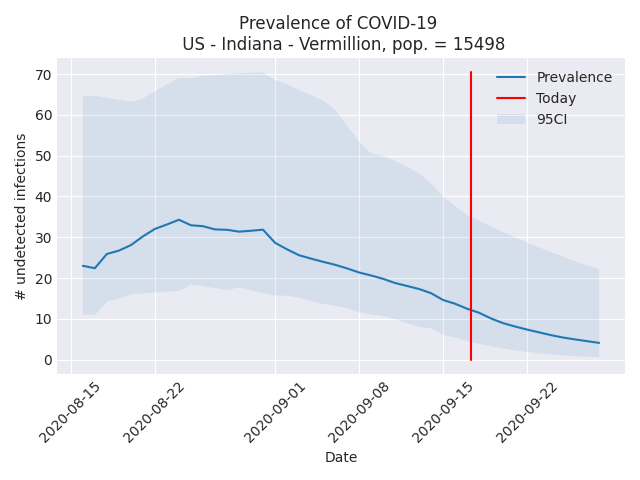 Prevalence of COVID-19
US - Indiana - Vermillion, pop. = 15498
Prevalence
Today
95CI
# undetected infections
70
60
50
40
30
20
10
0
2020-08-15
2020-08-22
2020-09-01
2020-09-08
2020-09-15
2020-09-22
Date